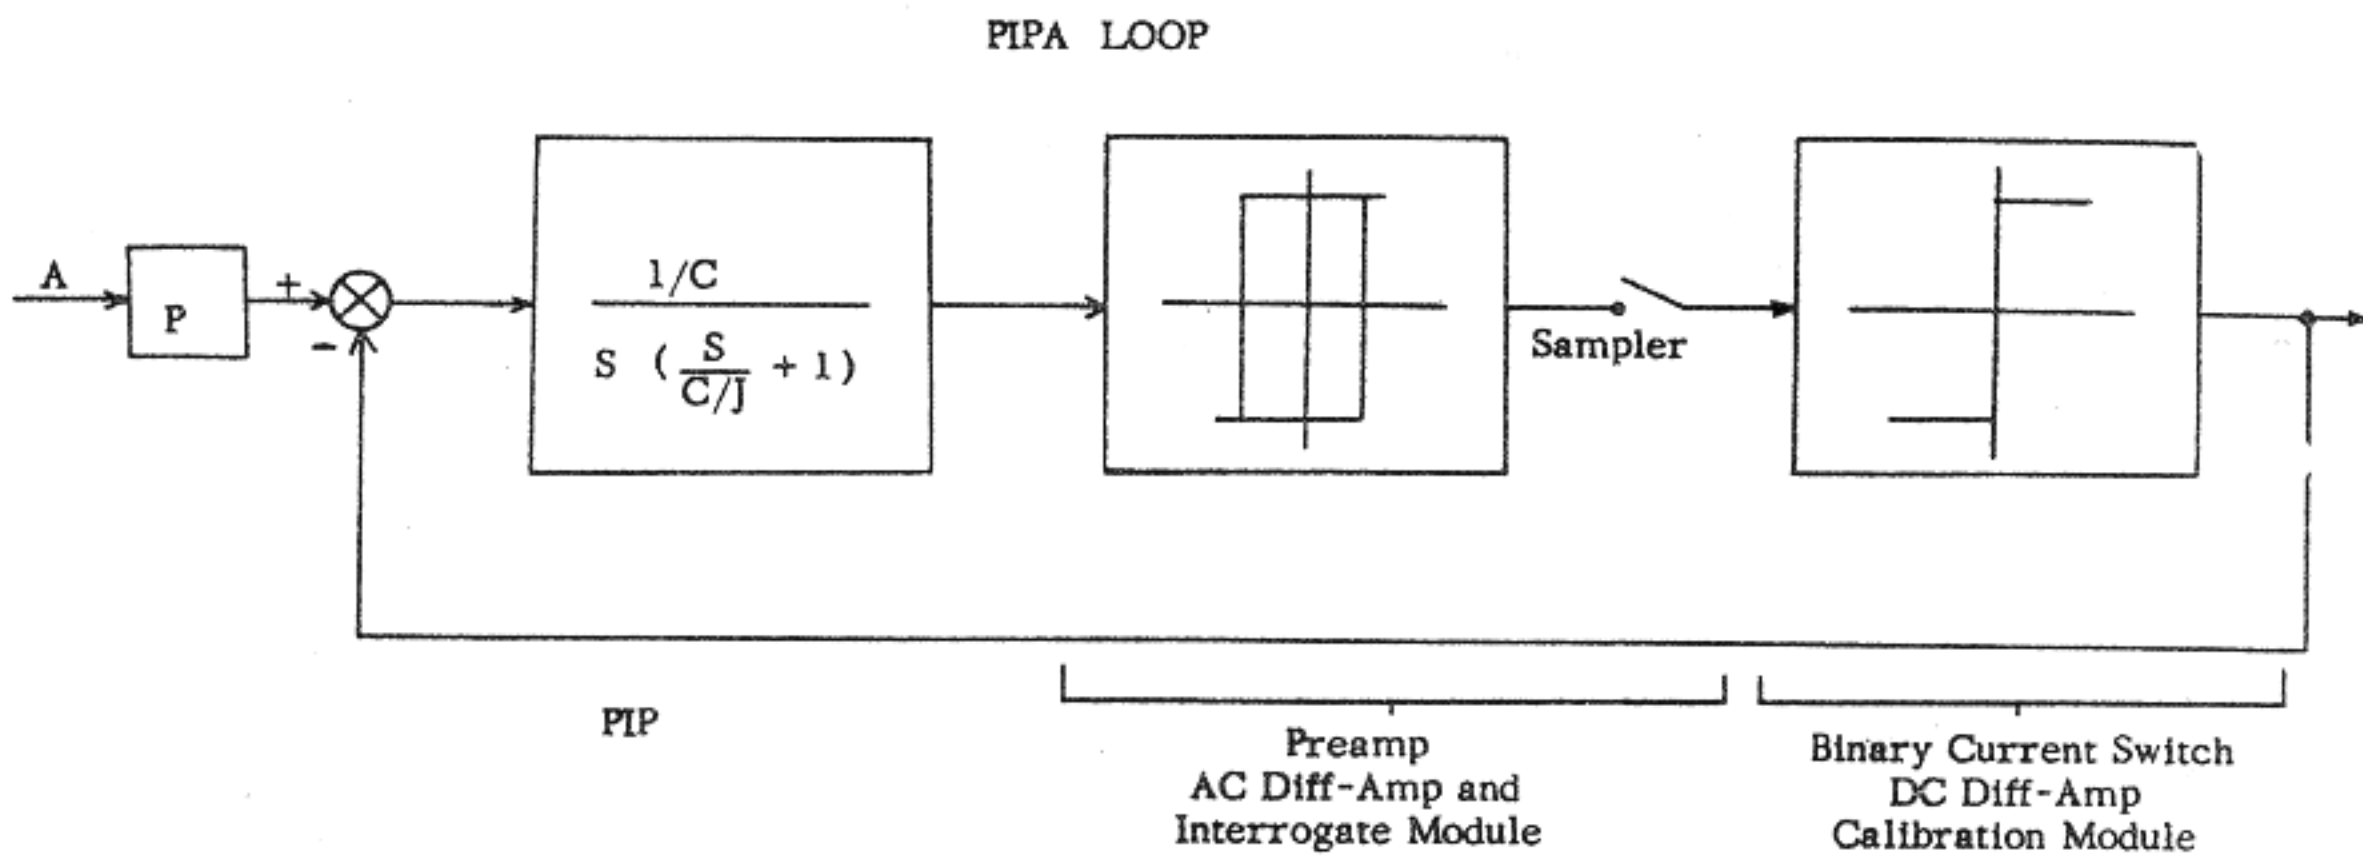 PIPA LOOP
A
P
+
-
1/C
S ( S
C/J + 1)
Sampler
PIP
Preamp
AC Diff-Amp and
Interrogate Module
Binary Current Switch
DC Diff-Amp
Calibration Module